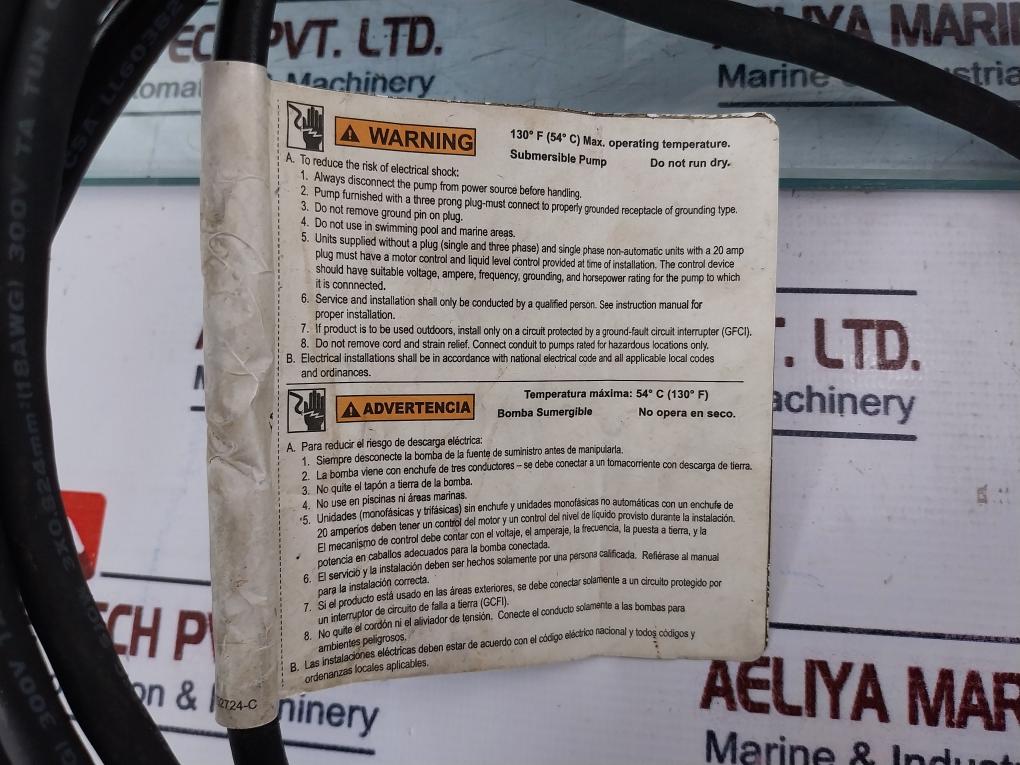 ECH PVT. LTD.
Machinery
AELIYA MARIN
Marine &
300V TA TUN
CSA LL60362
WARNING
130° F (54° C) Max. operating temperature.
Submersible Pump Do not run dry.
A. To reduce the risk of electrical shock:
1. Always disconnect the pump from power source before handling.
2. Pump furnished with a three prong plug-must connect to properly grounded receptacle of grounding type.
3. Do not remove ground pin on plug.
4. Do not use in swimming pool and marine areas.
5. Units supplied without a plug (single and three phase) and single phase non-automatic units with a 20 amp
plug must have a motor control and liquid level control provided at time of installation. The control device
should have suitable voltage, ampere, frequency, grounding, and horsepower rating for the pump to which
it is connnected.
6. Service and installation shall only be conducted by a qualified person. See instruction manual for
proper installation.
7. If product is to be used outdoors, install only on a circuit protected by a ground-fault circuit interrupter (GFCI).
8. Do not remove cord and strain relief. Connect conduit to pumps rated for hazardous locations only.
B. Electrical installations shall be in accordance with national electrical code and all applicable local codes
and ordinances.
ADVERTENCIA
Temperatura máxima: 54° C (130° F)
Bomba Sumergible No opera en seco.
A. Para reducir el riesgo de descarga eléctrica:
1. Siempre desconecte la bomba de la fuente de suministro antes de manipularla.
2. La bomba viene con enchufe de tres conductores – se debe conectar a un tomacorriente con descarga de tierra.
3. No quite el tapón a tierra de la bomba.
4. No use en piscinas ni áreas marinas.
5. Unidades (monofásicas y trifásicas) sin enchufe y unidades monofásicas no automáticas con un enchufe de
20 amperios deben tener un control del motor y un control del nivel de líquido provisto durante la instalación.
El mecanismo de control debe contar con el voltaje, el amperaje, la frecuencia, la puesta a tierra, y la
potencia en caballos adecuados para la bomba conectada.
6. El servicio y la instalación deben ser hechos solamente por una persona calificada. Refiérase al manual
para la instalación correcta.
7. Si el producto está usado en las áreas exteriores, se debe conectar solamente a un circuito protegido por
un interruptor de circuito de falla a tierra (GCFI).
8. No quite el cordón ni el aliviador de tensión. Conecte el conducto solamente a las bombas para
ambientes peligrosos.
B. Las instalaciónes eléctricas deben estar de acuerdo con el código eléctrico nacional y todos códigos y
ordenanzas locales aplicables.
2724-C
. LTD.
achinery
3X0.824mm²(18AWG)
300V
ECH PV
on &
hinery
AELIYA MAR
Marine & Indus